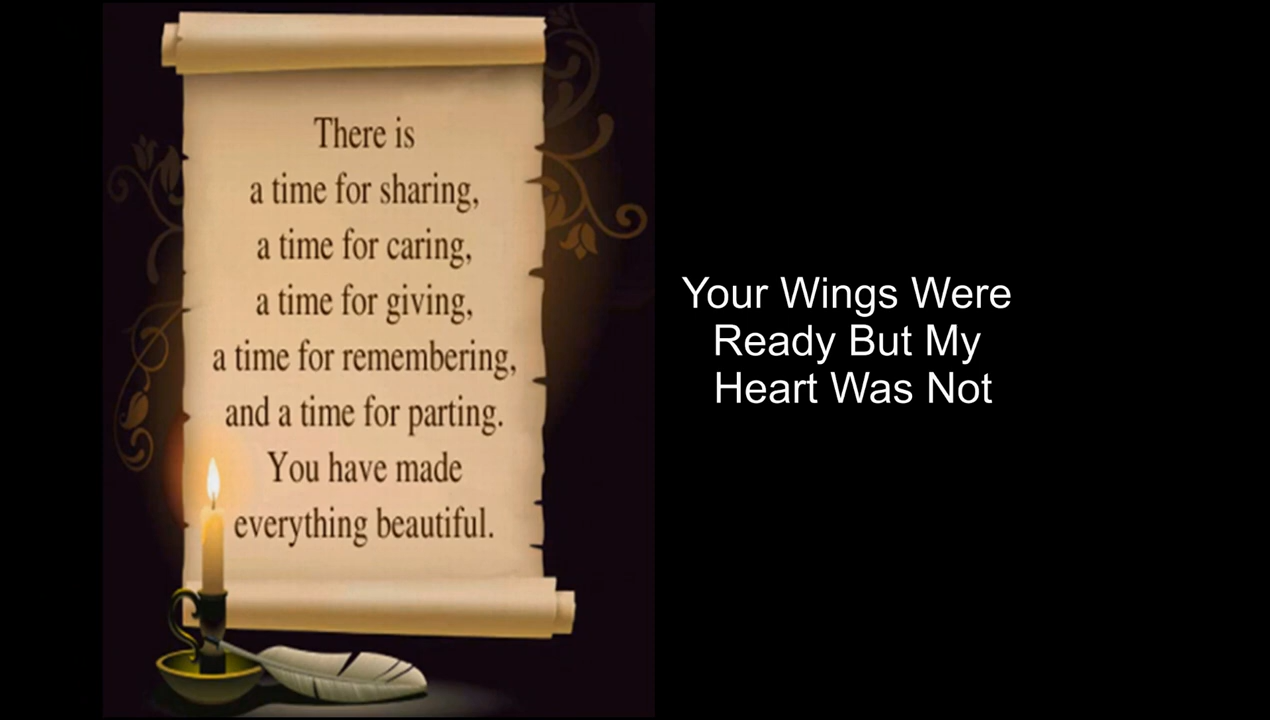 There is
a time for sharing,
a time for caring,
a time for giving,
a time for remembering,
and a time for parting.
You have made
everything beautiful.
Your Wings Were
Ready But My
Heart Was Not